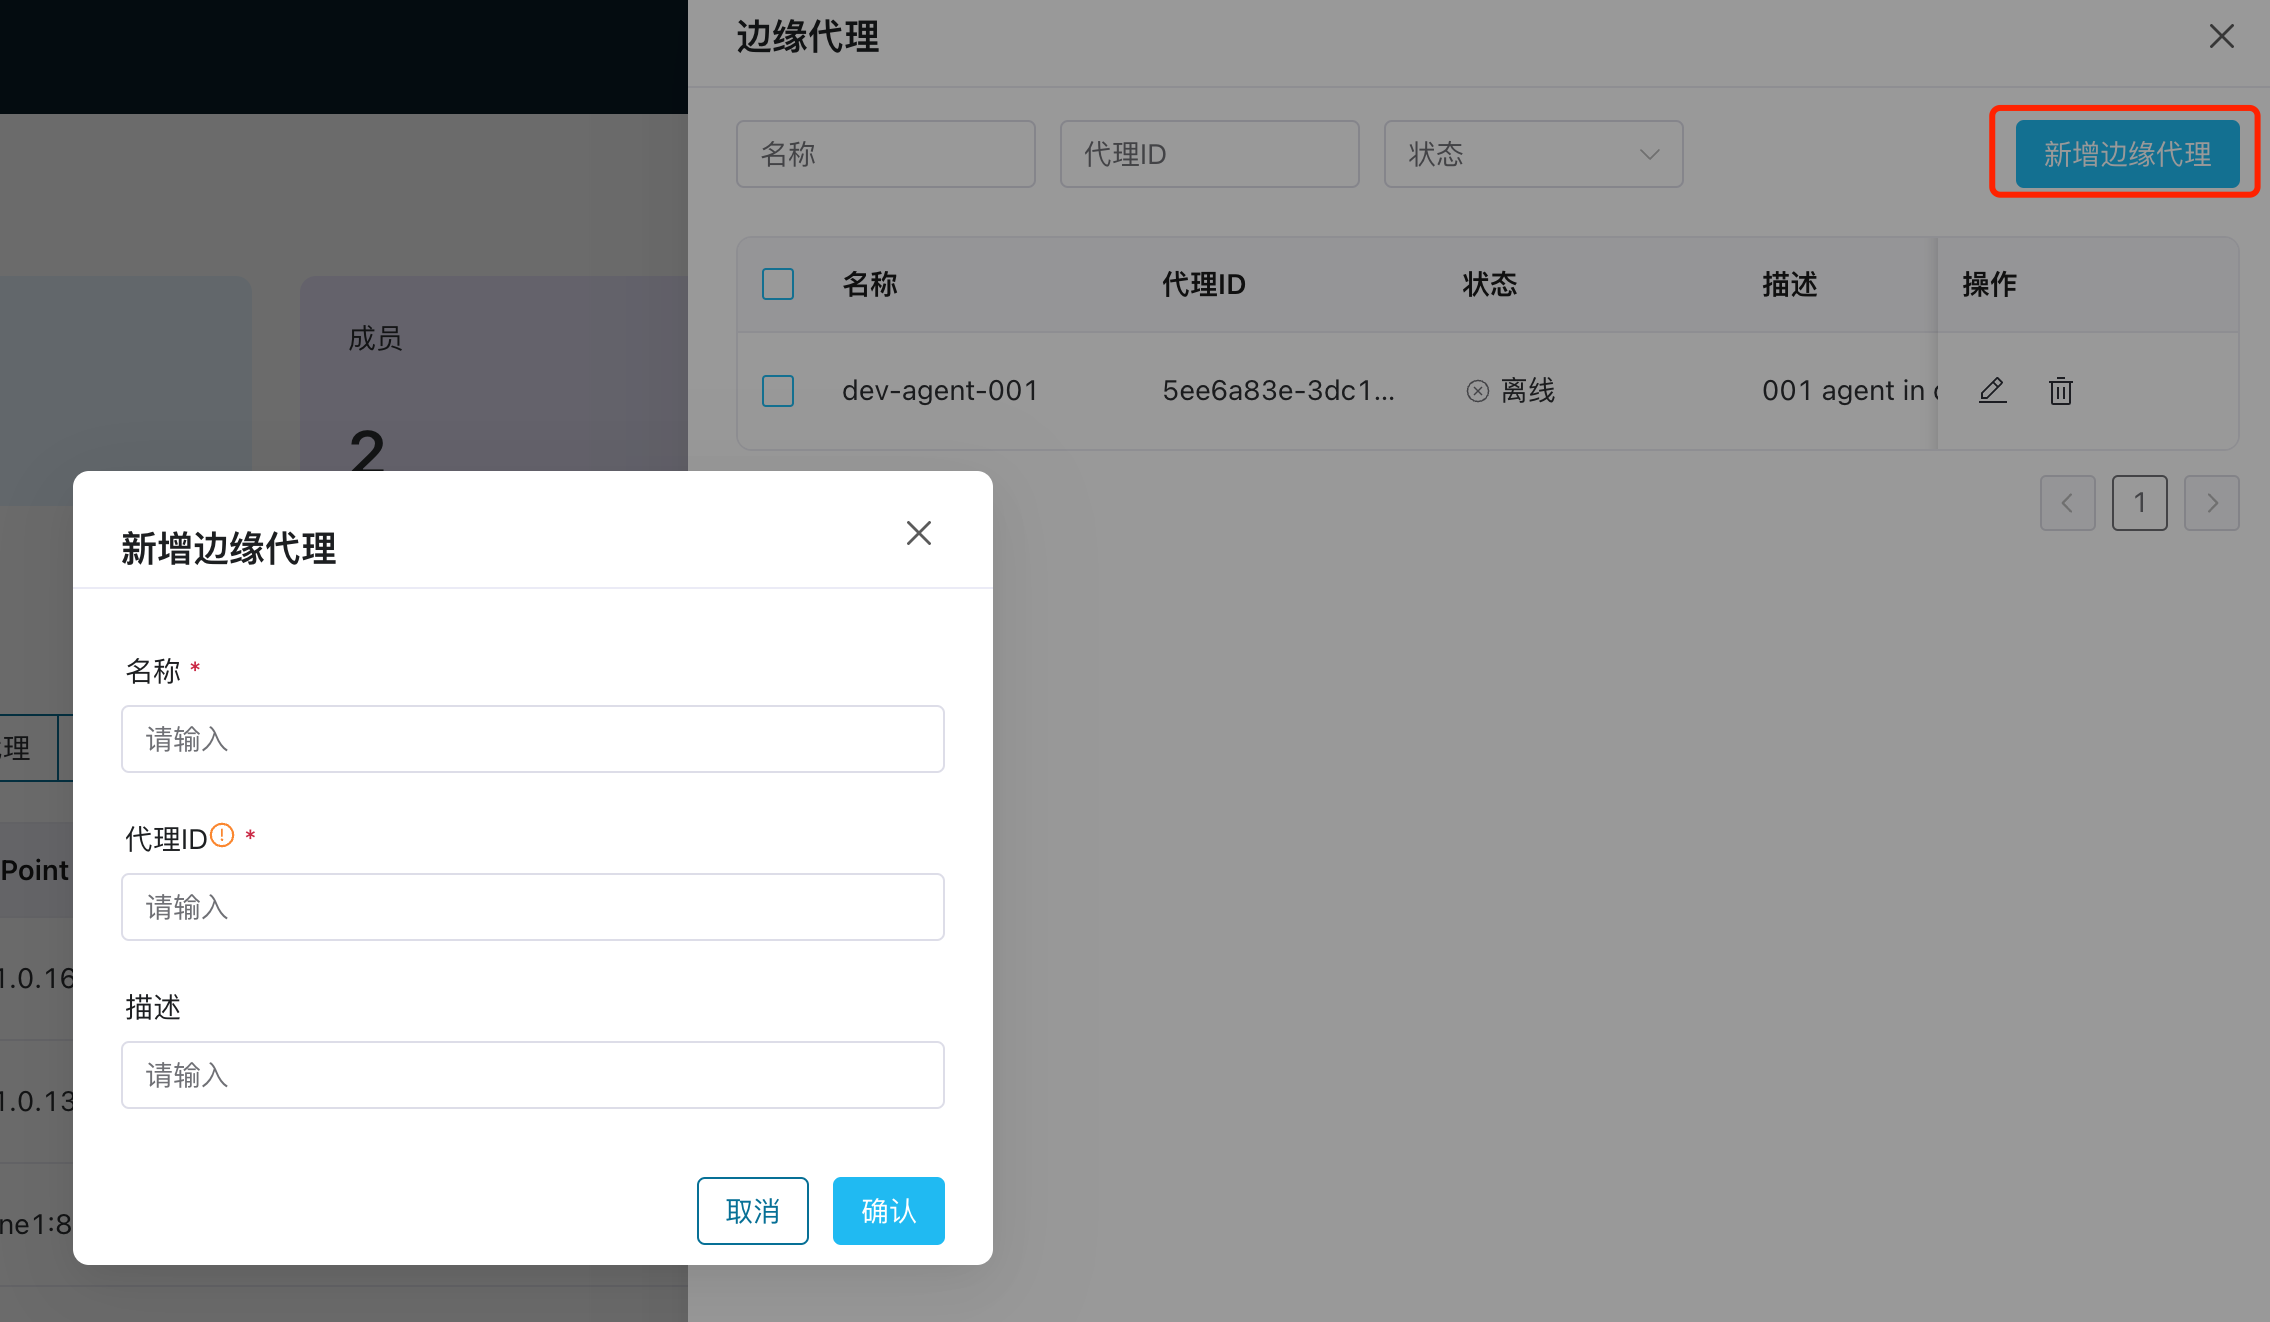 边缘代理
名称
代理ID
状态
新增边缘代理
名称 代理ID 状态 描述 操作
dev-agent-001 5ee6a83e-3dc1... 离线 001 agent in
1
成员
2
理
Point
1.0.16
1.0.13
ne1:8
新增边缘代理
名称 *
请输入
代理ID *
请输入
描述
请输入
取消
确认